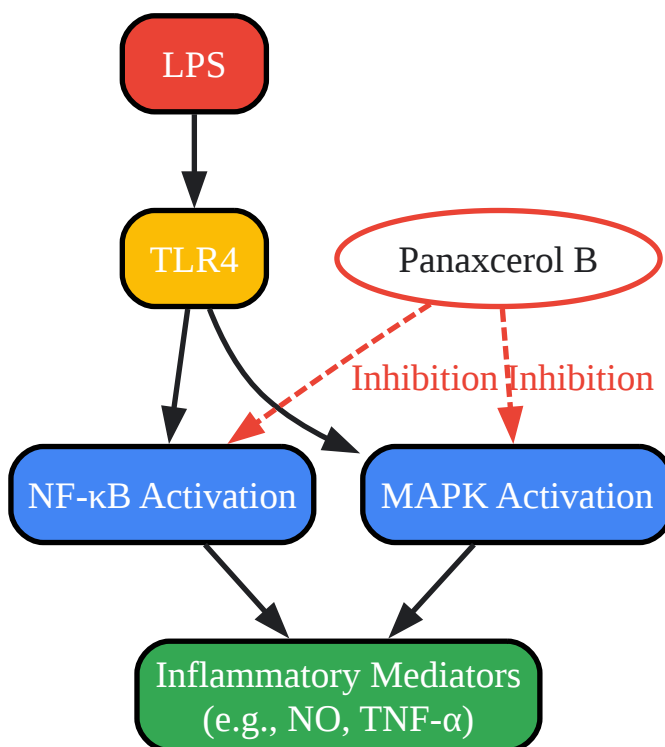 LPS
TLR4
Panaxcerol B
Inhibition
Inhibition
NF-κB Activation
MAPK Activation
Inflammatory Mediators
(e.g., NO, TNF-α)